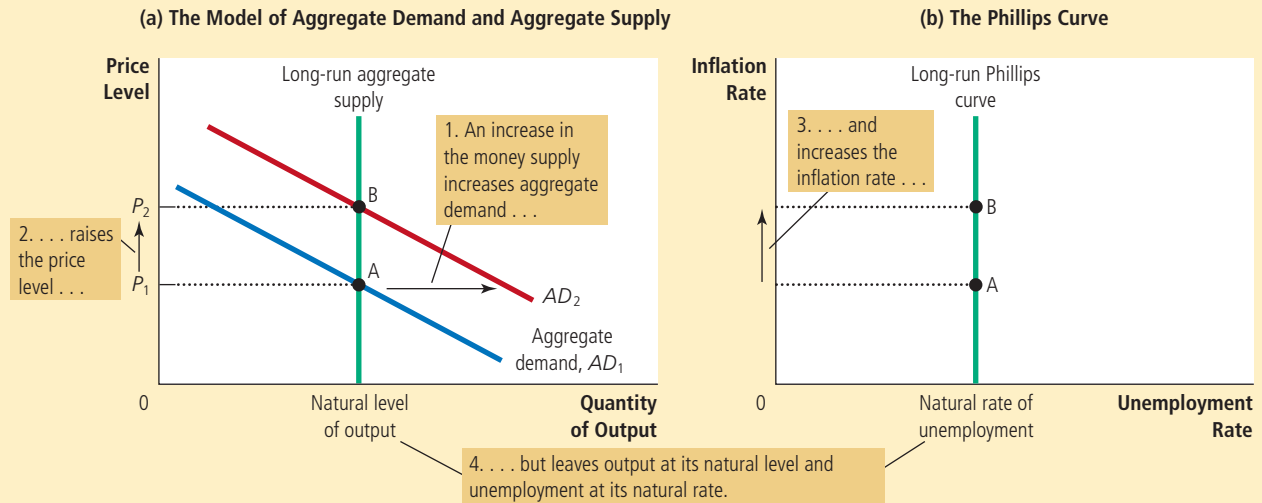 (a) The Model of Aggregate Demand and Aggregate Supply
Price
Level
Long-run aggregate
supply
1. An increase in
the money supply
increases aggregate
demand . . .
B
P2
2. . . . raises
the price
level . . .
A
P1
AD2
Aggregate
demand, AD1
0
Natural level
of output
Quantity
of Output
(b) The Phillips Curve
Inflation
Rate
Long-run Phillips
curve
3. . . . and
increases the
inflation rate . . .
B
A
0
Natural rate of
unemployment
Unemployment
Rate
4. . . . but leaves output at its natural level and
unemployment at its natural rate.